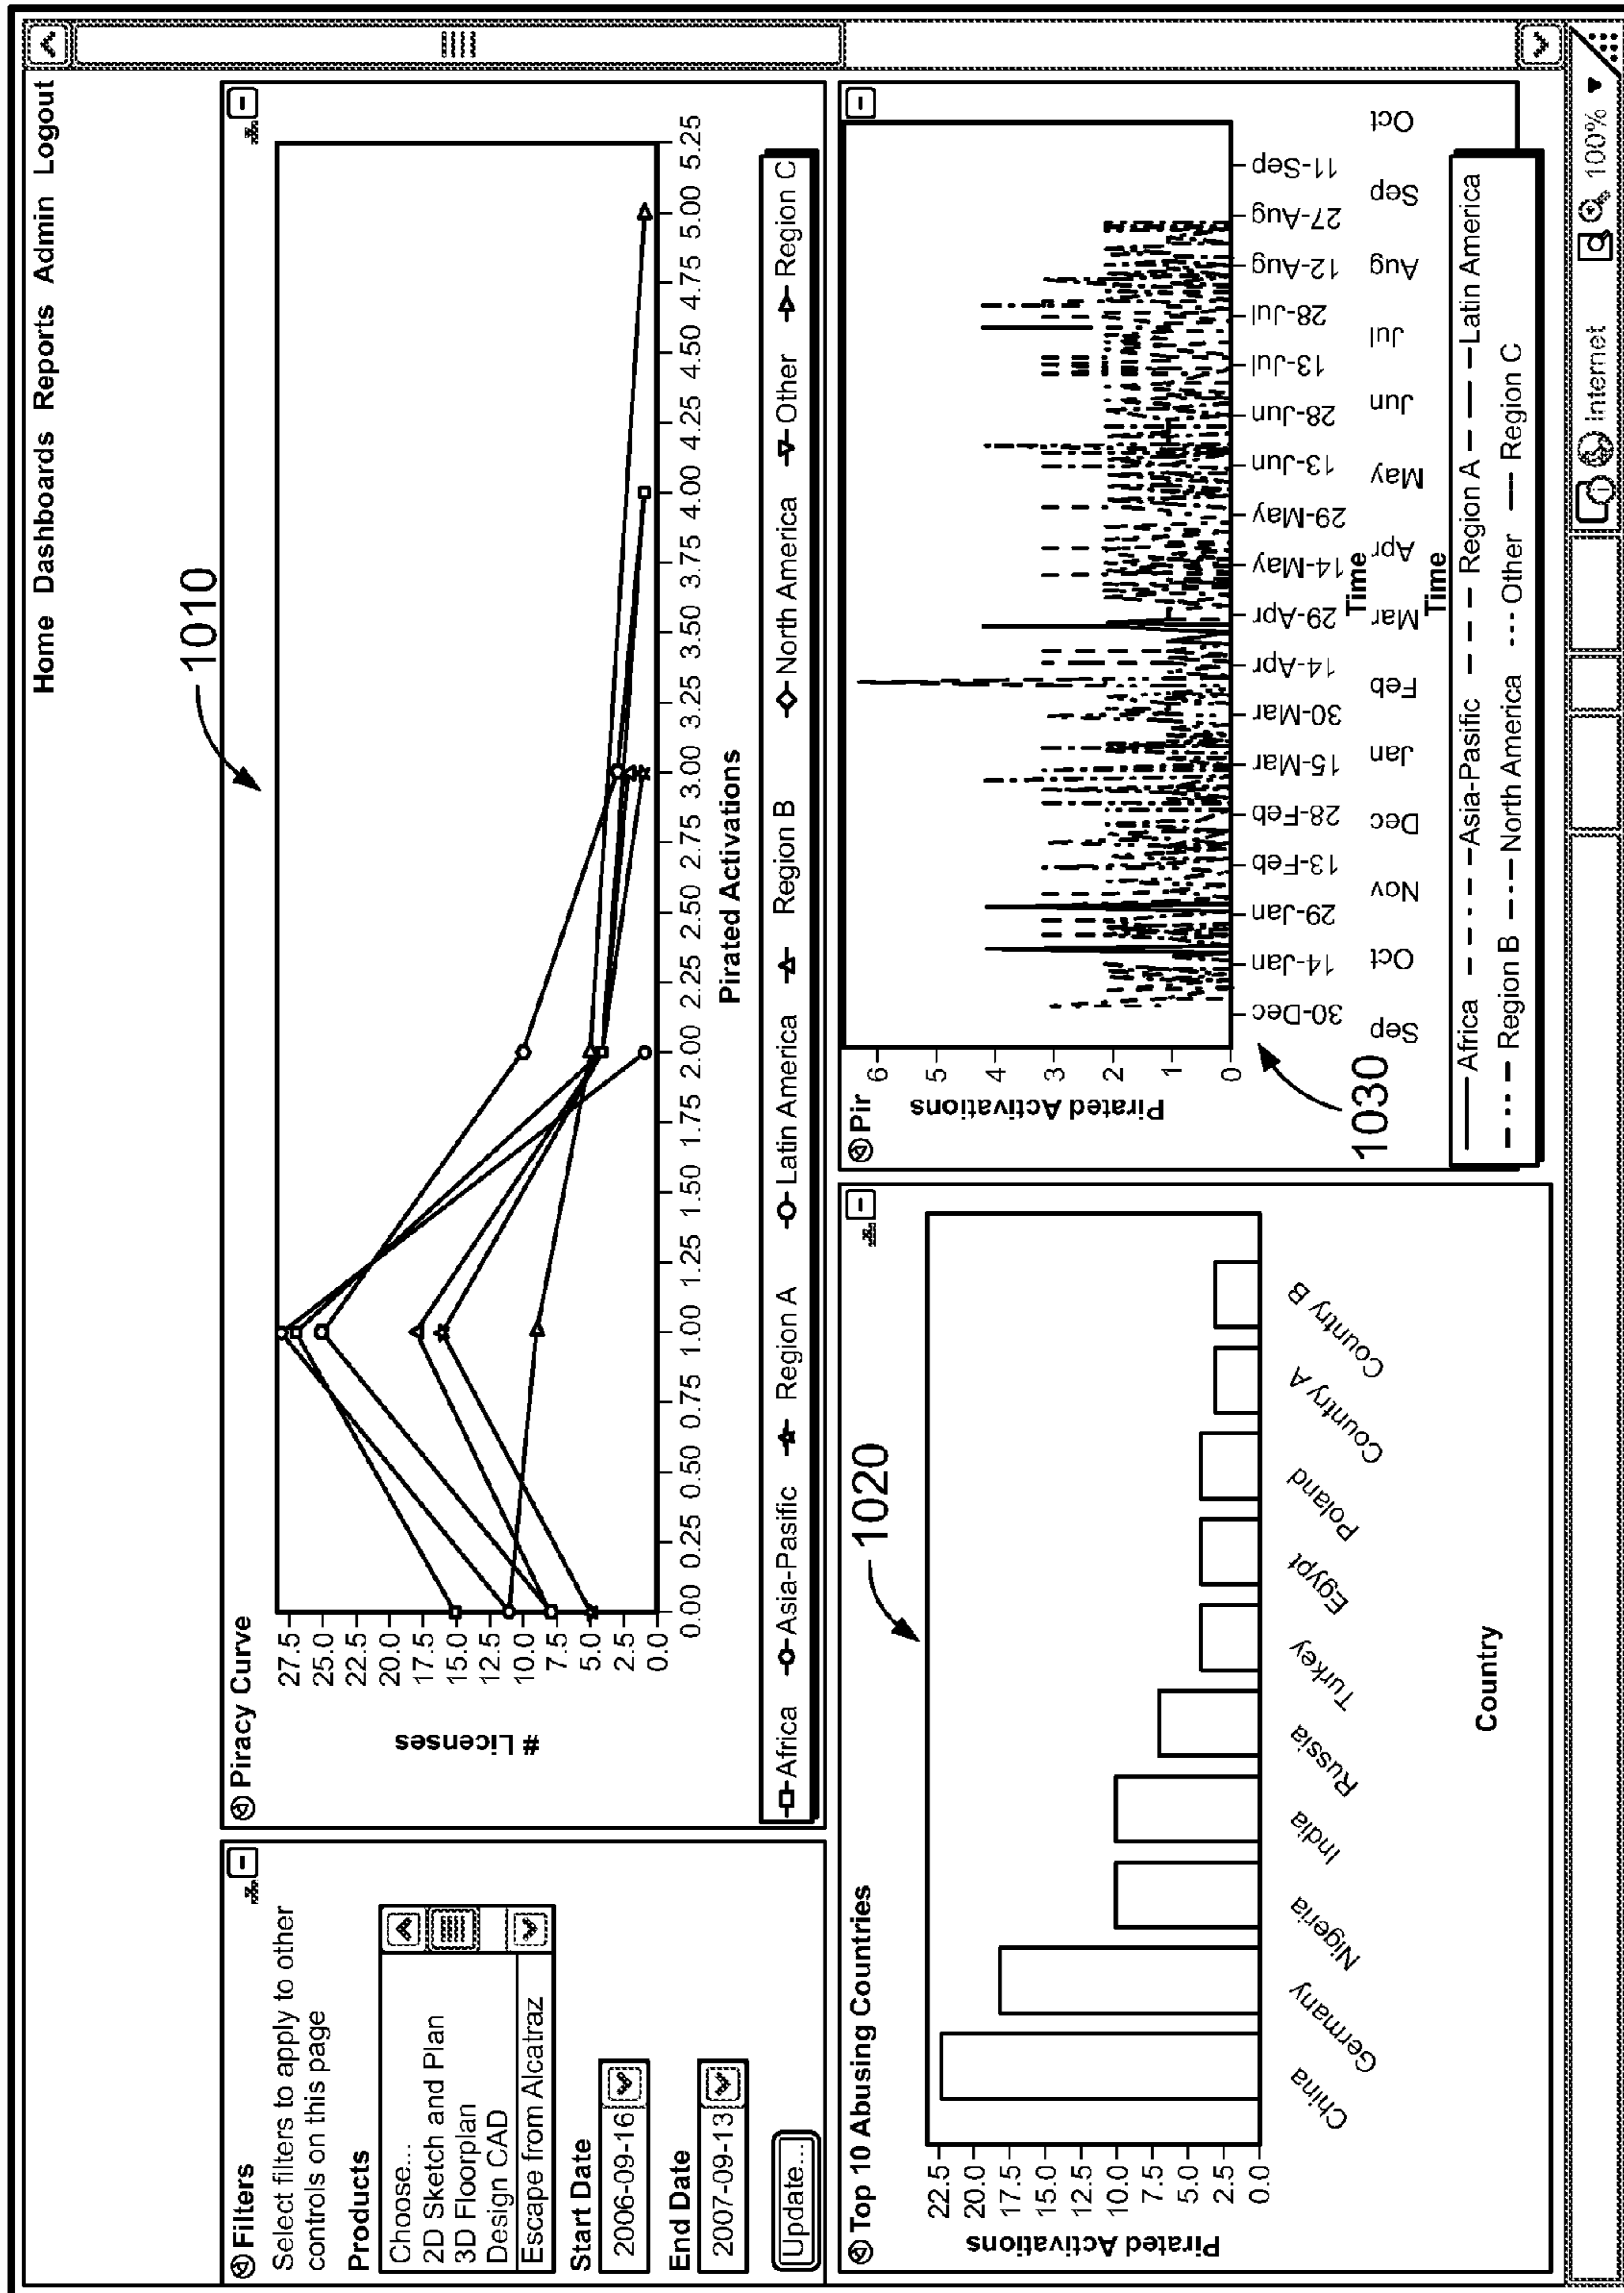 Home Dashboards Reports Admin Logout
Filters
Select filters to apply to other
controls on this page
Products
Choose...
2D Sketch and Plan
3D Floorplan
Design CAD
Escape from Alcatraz
Start Date
2006-09-16
End Date
2007-09-13
Update...
Piracy Curve
1010
# Licenses
27.5
25.0
22.5
20.0
17.5
15.0
12.5
10.0
7.5
5.0
2.5
0.0
0.00 0.25 0.50 0.75 1.00 1.25 1.50 1.75 2.00 2.25 2.50 2.75 3.00 3.25 3.50 3.75 4.00 4.25 4.50 4.75 5.00 5.25
Pirated Activations
Africa Asia-Pasific Region A Latin America Region B North America Other Region C
Top 10 Abusing Countries
1020
Pirated Activations
22.5
20.0
17.5
15.0
12.5
10.0
7.5
5.0
2.5
0.0
China Germany Nigeria India Russia Turkey Egypt Poland Country A Country B
Country
Pir
Pirated Activations
6
5
4
3
2
1
0
30-Dec 14-Jan 29-Jan 13-Feb 28-Feb 15-Mar 30-Mar 14-Apr 29-Apr 14-May 29-May 13-Jun 28-Jun 13-Jul 28-Jul 12-Aug 27-Aug 11-Sep
Time
Sep Oct Nov Dec Jan Feb Mar Apr May Jun Jul Aug Sep Oct
Time
1030
Africa Asia-Pasific Region A Latin America
Region B North America Other Region C
Internet 100%